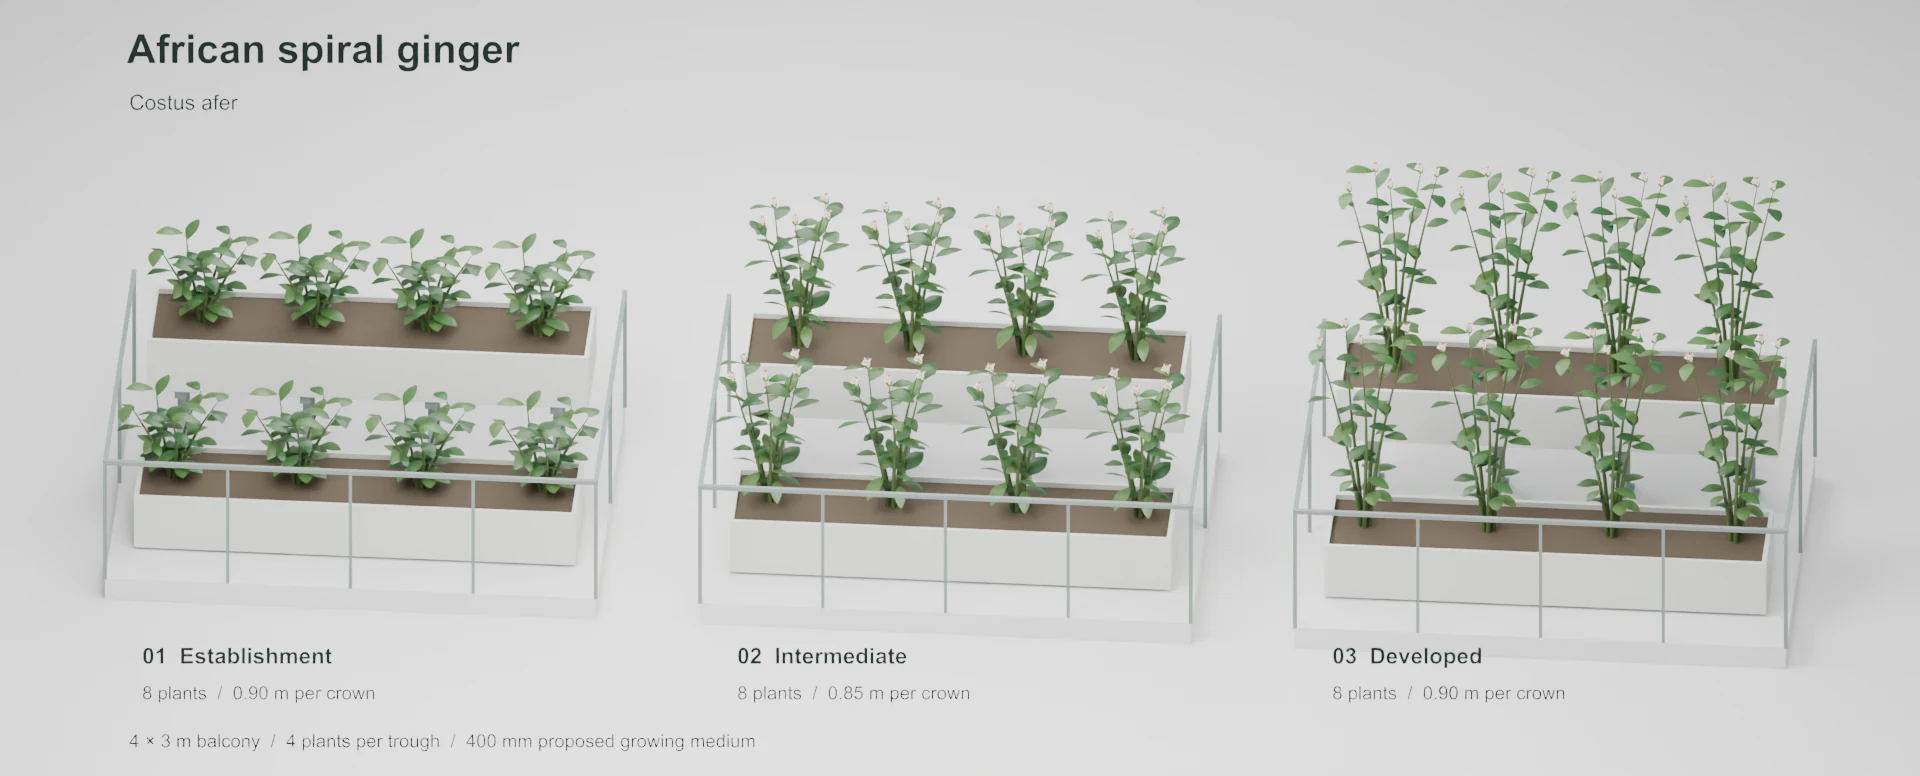 African spiral ginger
Costus afer
01 Establishment
8 plants / 0.90 m per crown
02 Intermediate
8 plants / 0.85 m per crown
03 Developed
8 plants / 0.90 m per crown
4 × 3 m balcony / 4 plants per trough / 400 mm proposed growing medium